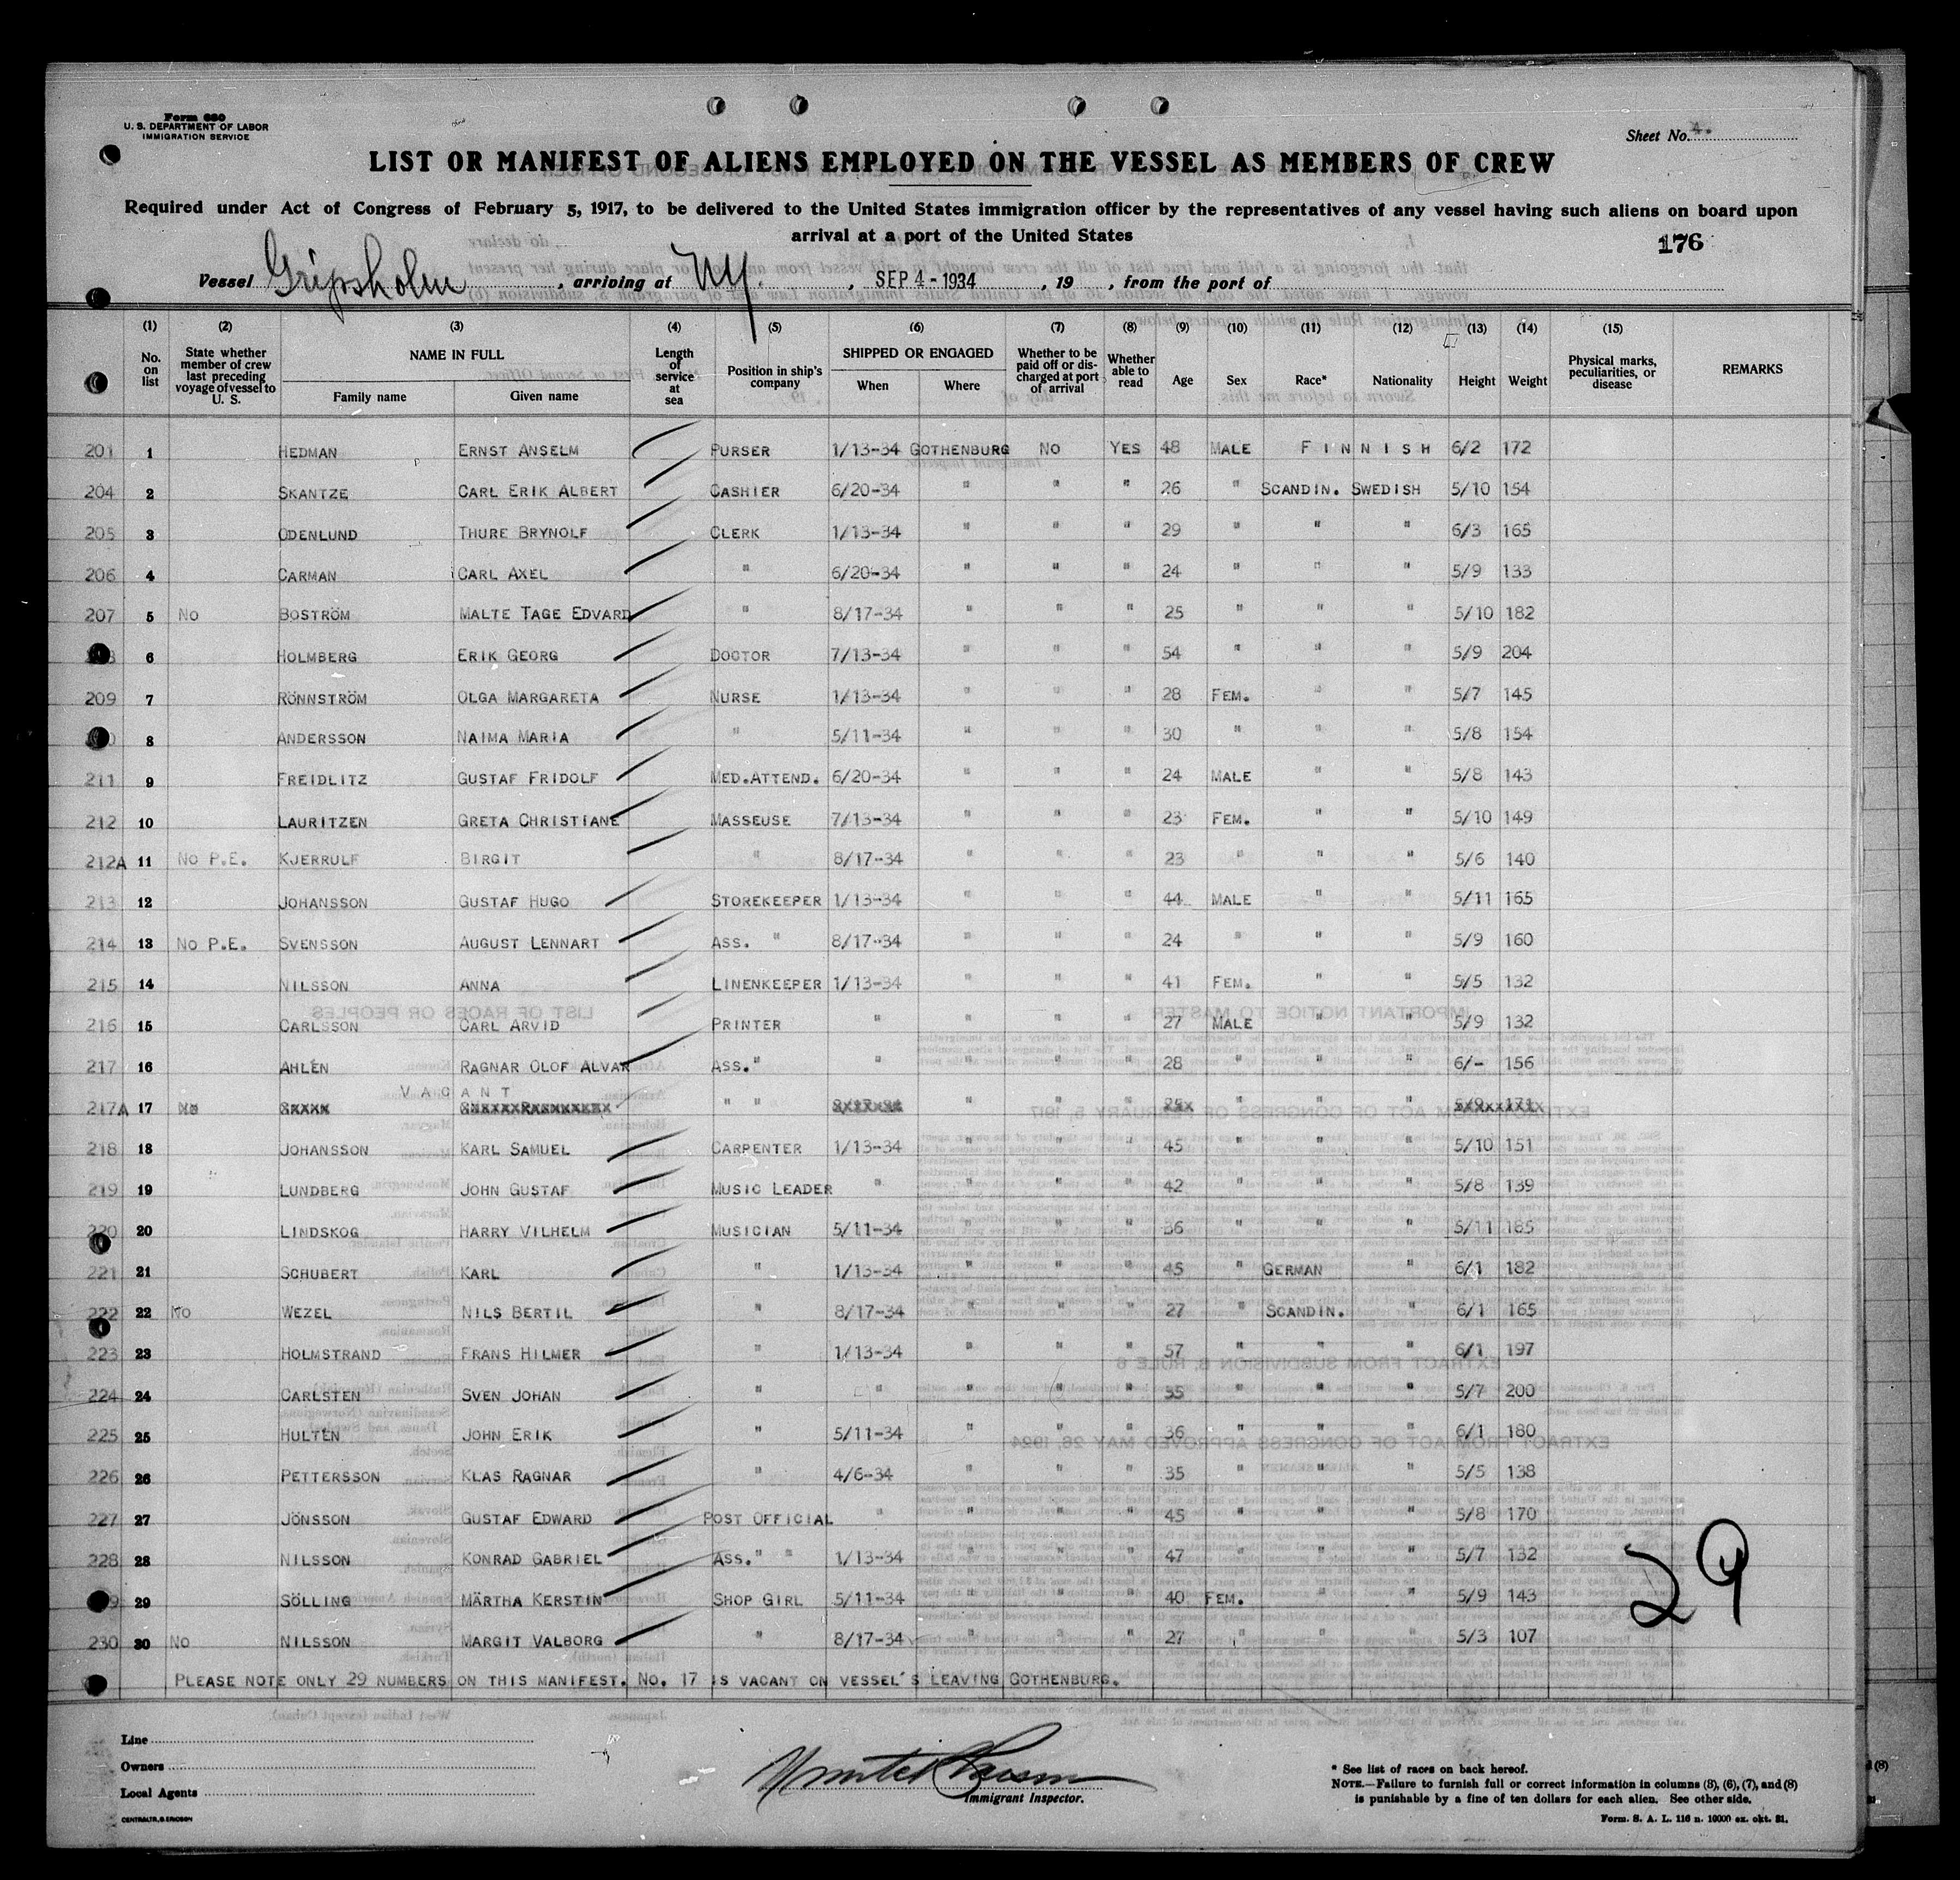 Form 680
U. S. DEPARTMENT OF LABOR
IMMIGRATION SERVICE
Sheet No. 4.
LIST OR MANIFEST OF ALIENS EMPLOYED ON THE VESSEL AS MEMBERS OF CREW
Required under Act of Congress of February 5, 1917, to be delivered to the United States immigration officer by the representatives of any vessel having such aliens on board upon
arrival at a port of the United States
176
Vessel Gripsholm, arriving at NY., SEP 4 - 1934, 19 , from the port of
(1) (2) (3) (4) (5) (6) (7) (8) (9) (10) (11) (12) (13) (14) (15)
No. on list | State whether member of crew last preceding voyage of vessel to U. S. | NAME IN FULL Family name Given name | Length of service at sea | Position in ship's company | SHIPPED OR ENGAGED When Where | Whether to be paid off or discharged at port of arrival | Whether able to read | Age | Sex | Race* | Nationality | Height | Weight | Physical marks, peculiarities, or disease | REMARKS
201 1 HEDMAN ERNST ANSELM PURSER 1/13-34 GOTHENBURG NO YES 48 MALE FINNISH 6/2 172
204 2 SKANTZE CARL ERIK ALBERT CASHIER 6/20-34 " " " 26 " SCANDIN. SWEDISH 5/10 154
205 3 ODENLUND THURE BRYNOLF CLERK 1/13-34 " " " 29 " " " 6/3 165
206 4 CARMAN CARL AXEL " 6/20-34 " " " 24 " " " 5/9 133
207 5 NO BOSTRÖM MALTE TAGE EDVARD " 8/17-34 " " " 25 " " " 5/10 182
6 HOLMBERG ERIK GEORG DOCTOR 7/13-34 " " " 54 " " " 5/9 204
209 7 RÖNNSTRÖM OLGA MARGARETA NURSE 1/13-34 " " " 28 FEM. " " 5/7 145
8 ANDERSSON NAIMA MARIA " 5/11-34 " " " 30 " " " 5/8 154
211 9 FREIDLITZ GUSTAF FRIDOLF MED.ATTEND. 6/20-34 " " " 24 MALE " " 5/8 143
212 10 LAURITZEN GRETA CHRISTIANE MASSEUSE 7/13-34 " " " 23 FEM. " " 5/10 149
212A 11 NO P.E. KJERRULF BIRGIT " 8/17-34 " " " 23 " " " 5/6 140
213 12 JOHANSSON GUSTAF HUGO STOREKEEPER 1/13-34 " " " 44 MALE " " 5/11 165
214 13 NO P.E. SVENSSON AUGUST LENNART ASS. " 8/17-34 " " " 24 " " " 5/9 160
215 14 NILSSON ANNA LINENKEEPER 1/13-34 " " " 41 FEM. " " 5/5 132
216 15 CARLSSON CARL ARVID PRINTER " " " " 27 MALE " " 5/9 132
217 16 AHLÉN RAGNAR OLOF ALVAR ASS." " " " " 28 " " " 6/- 156
VACANT
217A 17 NO " " " " " " " "
218 18 JOHANSSON KARL SAMUEL CARPENTER 1/13-34 " " " 45 " " " 5/10 151
219 19 LUNDBERG JOHN GUSTAF MUSIC LEADER " " " " 42 " " " 5/8 139
220 20 LINDSKOG HARRY VILHELM MUSICIAN 5/11-34 " " " 36 " " " 5/11 185
221 21 SCHUBERT KARL " 1/13-34 " " " 45 " GERMAN " 6/1 182
222 22 NO WEZEL NILS BERTIL " 8/17-34 " " " 27 " SCANDIN. " 6/1 165
223 23 HOLMSTRAND FRANS HILMER " 1/13-34 " " " 57 " " " 6/1 197
224 24 CARLSTEN SVEN JOHAN " " " " " 35 " " " 5/7 200
225 25 HULTÉN JOHN ERIK " 5/11-34 " " " 36 " " " 6/1 180
226 26 PETTERSSON KLAS RAGNAR " 4/6-34 " " " 35 " " " 5/5 138
227 27 JÖNSSON GUSTAF EDWARD POST OFFICIAL " " " " 45 " " " 5/8 170
228 28 NILSSON KONRAD GABRIEL ASS." " 1/13-34 " " " 47 " " " 5/7 132
29 SÖLLING MÄRTHA KERSTIN SHOP GIRL 5/11-34 " " " 40 FEM. " " 5/9 143
230 30 NO NILSSON MARGIT VALBORG " 8/17-34 " " " 27 " " " 5/3 107
29
PLEASE NOTE ONLY 29 NUMBERS ON THIS MANIFEST. NO. 17 IS VACANT ON VESSEL'S LEAVING GOTHENBURG.
Line
Owners
Local Agents
CENTRALTR. G. ERICSON
Immigrant Inspector.
* See list of races on back hereof.
NOTE.—Failure to furnish full or correct information in columns (3), (6), (7), and (8)
is punishable by a fine of ten dollars for each alien. See other side.
Form. S. A. L. 116 n. 10000 ex. okt. 31.